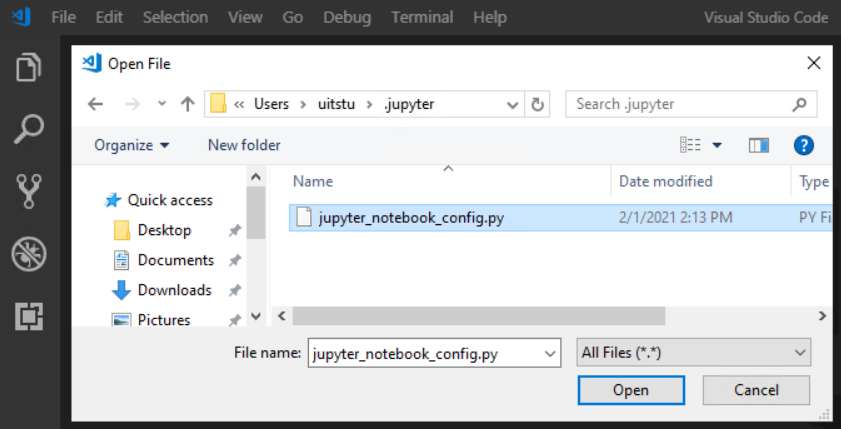 File Edit Selection View Go Debug Terminal Help Visual Studio Code
Open File
« Users > uitstu > .jupyter Search .jupyter
Organize New folder
Name Date modified Type
Quick access
jupyter_notebook_config.py 2/1/2021 2:13 PM PY Fi
Desktop
Documents
Downloads
Pictures
File name: jupyter_notebook_config.py All Files (*.*)
Open Cancel